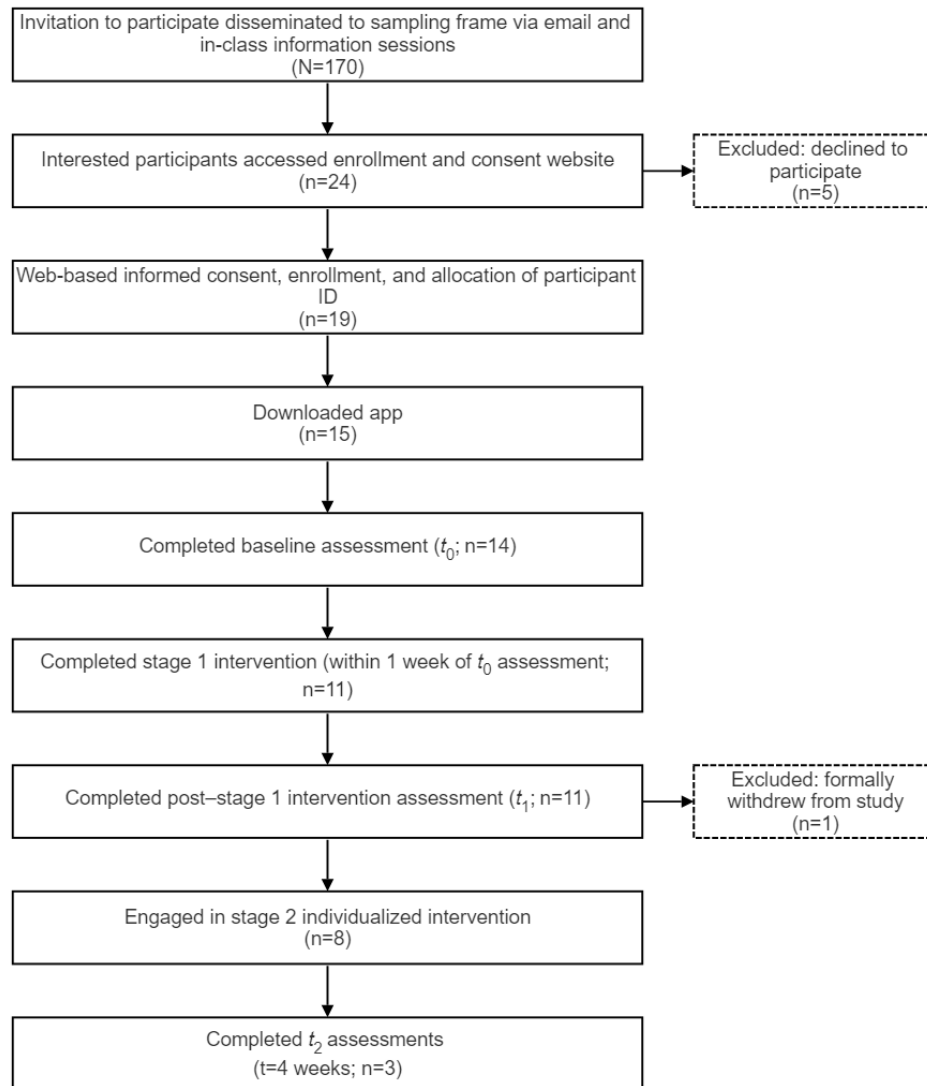 Invitation to participate disseminated to sampling frame via email and
in-class information sessions
(N=170)
Interested participants accessed enrollment and consent website
(n=24)
Excluded: declined to
participate
(n=5)
Web-based informed consent, enrollment, and allocation of participant
ID
(n=19)
Downloaded app
(n=15)
Completed baseline assessment (t0; n=14)
Completed stage 1 intervention (within 1 week of t0 assessment;
n=11)
Completed post–stage 1 intervention assessment (t1; n=11)
Excluded: formally
withdrew from study
(n=1)
Engaged in stage 2 individualized intervention
(n=8)
Completed t2 assessments
(t=4 weeks; n=3)